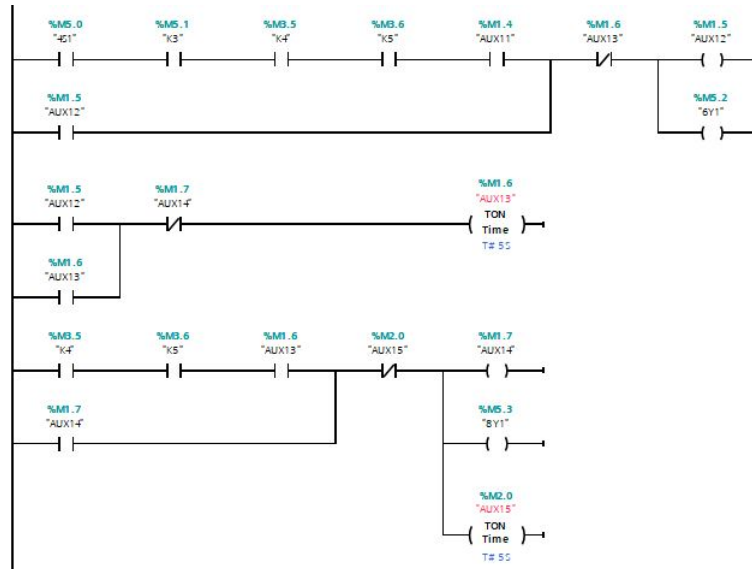 %M5.0 %M5.1 %M3.5 %M3.6 %M1.4 %M1.6 %M1.5
"4S1" "K3" "K4" "K5" "AUX11" "AUX13" "AUX12"
%M1.5 %M5.2
"AUX12" "6Y1"
%M1.5 %M1.7 %M1.6
"AUX12" "AUX14" "AUX13"
TON
Time
T# 5S
%M1.6
"AUX13"
%M3.5 %M3.6 %M1.6 %M2.0 %M1.7
"K4" "K5" "AUX13" "AUX15" "AUX14"
%M1.7 %M5.3
"AUX14" "8Y1"
%M2.0
"AUX15"
TON
Time
T# 5S